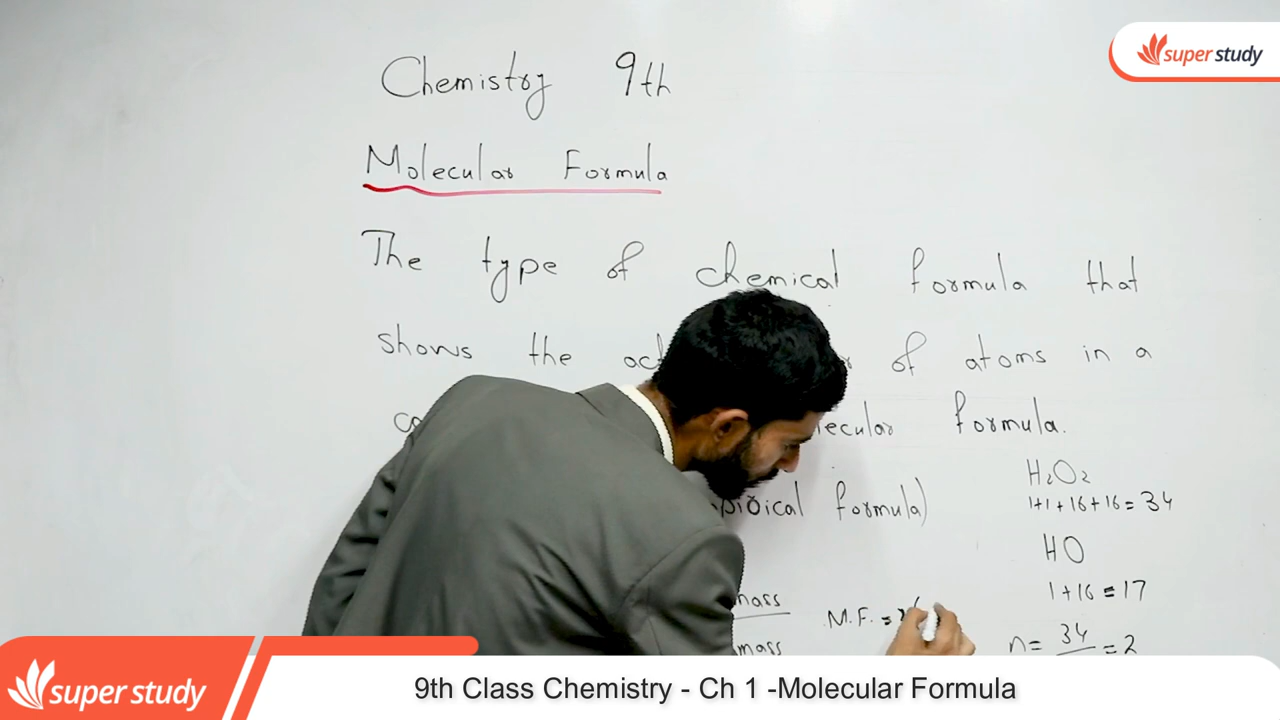 super study
Chemistry 9th
Molecular Formula
The type of chemical formula that
shows the of atoms in a
formula.
H₂O₂
1+1+16+16=34
formula)
HO
1+16=17
mass
M.F. =
mass
n= 34 =2
super study
9th Class Chemistry - Ch 1 -Molecular Formula